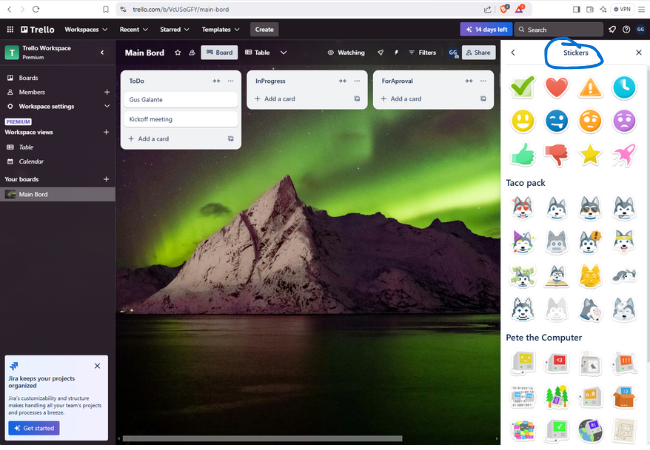 trello.com/b/VcUSoGFY/main-bord
VPN
Trello
Workspaces
Recent
Starred
Templates
Create
14 days left
Search
GG
T
Trello Workspace
Premium
Boards
Members
Workspace settings
PREMIUM
Workspace views
Table
Calendar
Your boards
Main Bord
Jira keeps your projects
organized
Jira's customizability and structure
makes handling all your team's projects
and processes a breeze.
Get started
Main Bord
Board
Table
Watching
Filters
GG
Share
ToDo
Gus Galante
Kickoff meeting
Add a card
InProgress
Add a card
ForAproval
Add a card
Stickers
Taco pack
Pete the Computer